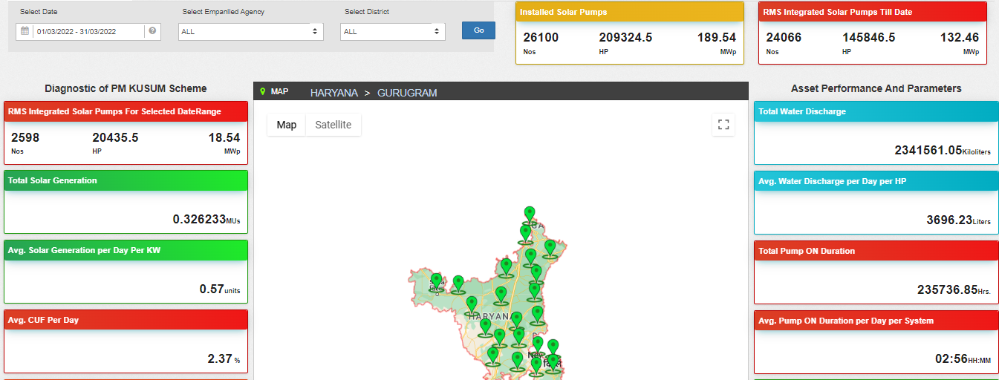 Select Date
Select Empanlled Agency
Select District
01/03/2022 - 31/03/2022
ALL
ALL
Go
Installed Solar Pumps
26100 209324.5 189.54
Nos HP MWp
RMS Integrated Solar Pumps Till Date
24066 145846.5 132.46
Nos HP MWp
Diagnostic of PM KUSUM Scheme
RMS Integrated Solar Pumps For Selected DateRange
2598 20435.5 18.54
Nos HP MWp
Total Solar Generation
0.326233MUs
Avg. Solar Generation per Day Per KW
0.57units
Avg. CUF Per Day
2.37 %
MAP HARYANA > GURUGRAM
Map Satellite
HARYANA
Asset Performance And Parameters
Total Water Discharge
2341561.05Kiloliters
Avg. Water Discharge per Day per HP
3696.23Liters
Total Pump ON Duration
235736.85Hrs.
Avg. Pump ON Duration per Day per System
02:56HH:MM